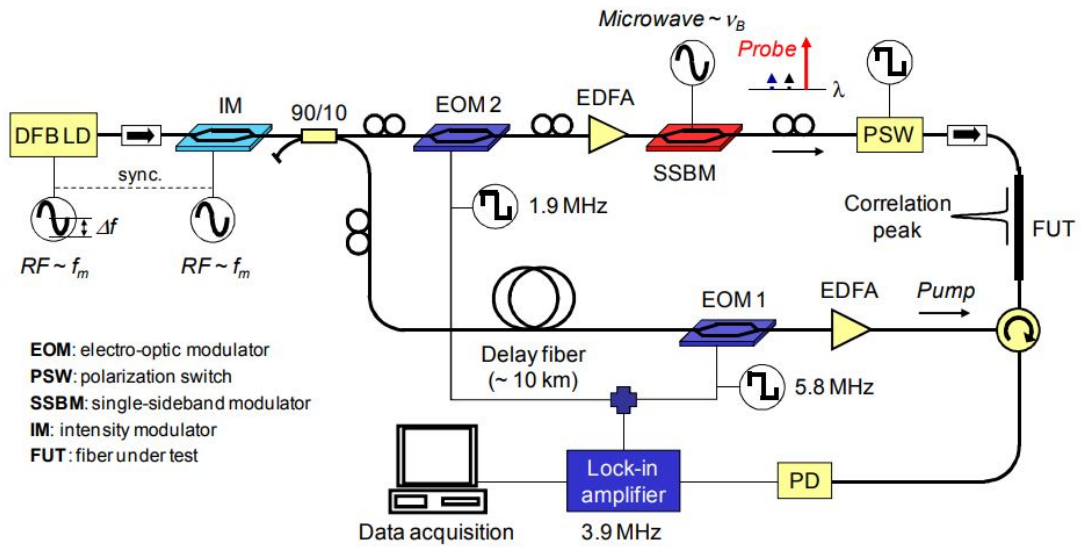 Microwave ~ νB
Probe
λ
IM
90/10
EOM 2
EDFA
DFB LD
PSW
sync.
SSBM
Δf
1.9 MHz
Correlation
peak
FUT
RF ~ fm
RF ~ fm
EOM 1
EDFA
Pump
EOM: electro-optic modulator
PSW: polarization switch
SSBM: single-sideband modulator
IM: intensity modulator
FUT: fiber under test
Delay fiber
(~ 10 km)
5.8 MHz
Lock-in
amplifier
PD
Data acquisition
3.9 MHz